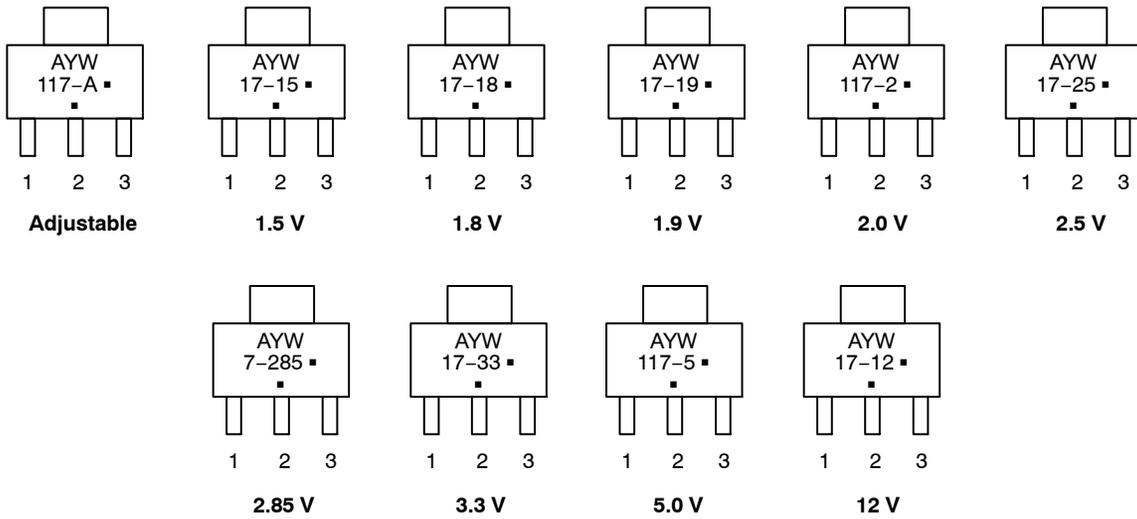 AYW
117–A ▪
▪
1 2 3
Adjustable
AYW
17–15 ▪
▪
1 2 3
1.5 V
AYW
17–18 ▪
▪
1 2 3
1.8 V
AYW
17–19 ▪
▪
1 2 3
1.9 V
AYW
117–2 ▪
▪
1 2 3
2.0 V
AYW
17–25 ▪
▪
1 2 3
2.5 V
AYW
7–285 ▪
▪
1 2 3
2.85 V
AYW
17–33 ▪
▪
1 2 3
3.3 V
AYW
117–5 ▪
▪
1 2 3
5.0 V
AYW
17–12 ▪
▪
1 2 3
12 V